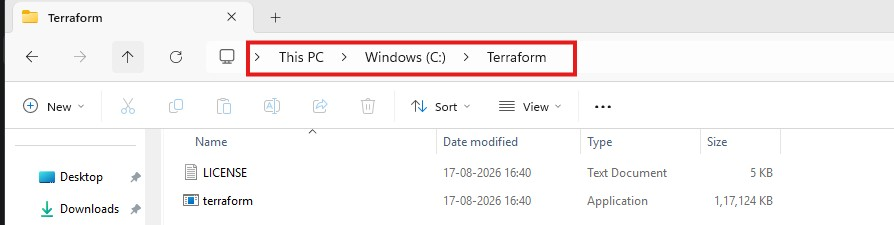 Terraform
This PC > Windows (C:) > Terraform
New Sort View ...
Name Date modified Type Size
Desktop
Downloads
LICENSE 17-08-2026 16:40 Text Document 5 KB
terraform 17-08-2026 16:40 Application 1,17,124 KB